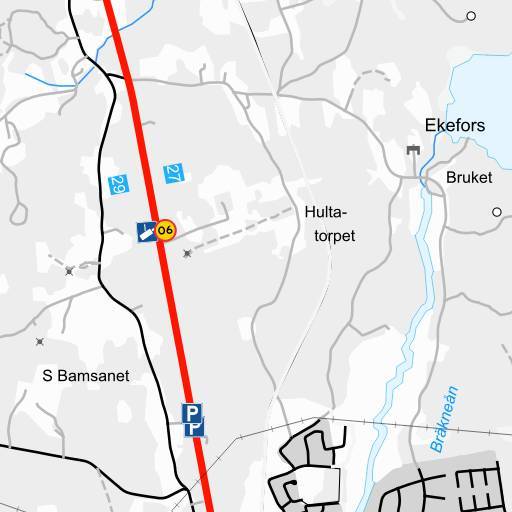 Ekefors
Bruket
27
29
Hulta-
torpet
06
S Bamsanet
P
P
Bräkneån